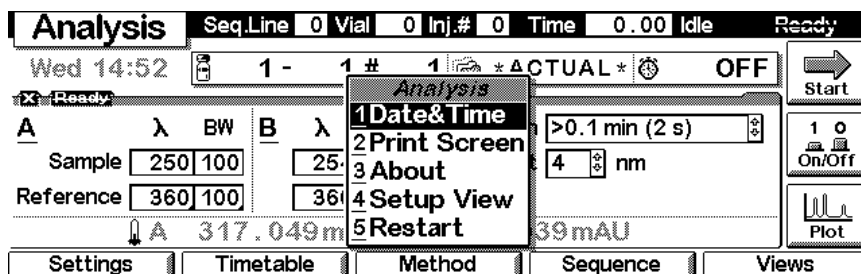 Analysis Seq.Line 0 Vial 0 Inj.# 0 Time 0.00 Idle Ready
Wed 14:52 1 - 1 # 1 *ACTUAL* OFF
Start
X Ready
Analysis
1 Date&Time
2 Print Screen
3 About
4 Setup View
5 Restart
A λ BW B λ >0.1 min (2 s)
Sample 250 100 4 nm
Reference 360 100
1 0
On/Off
A 317.049m 39mAU
Plot
Settings Timetable Method Sequence Views